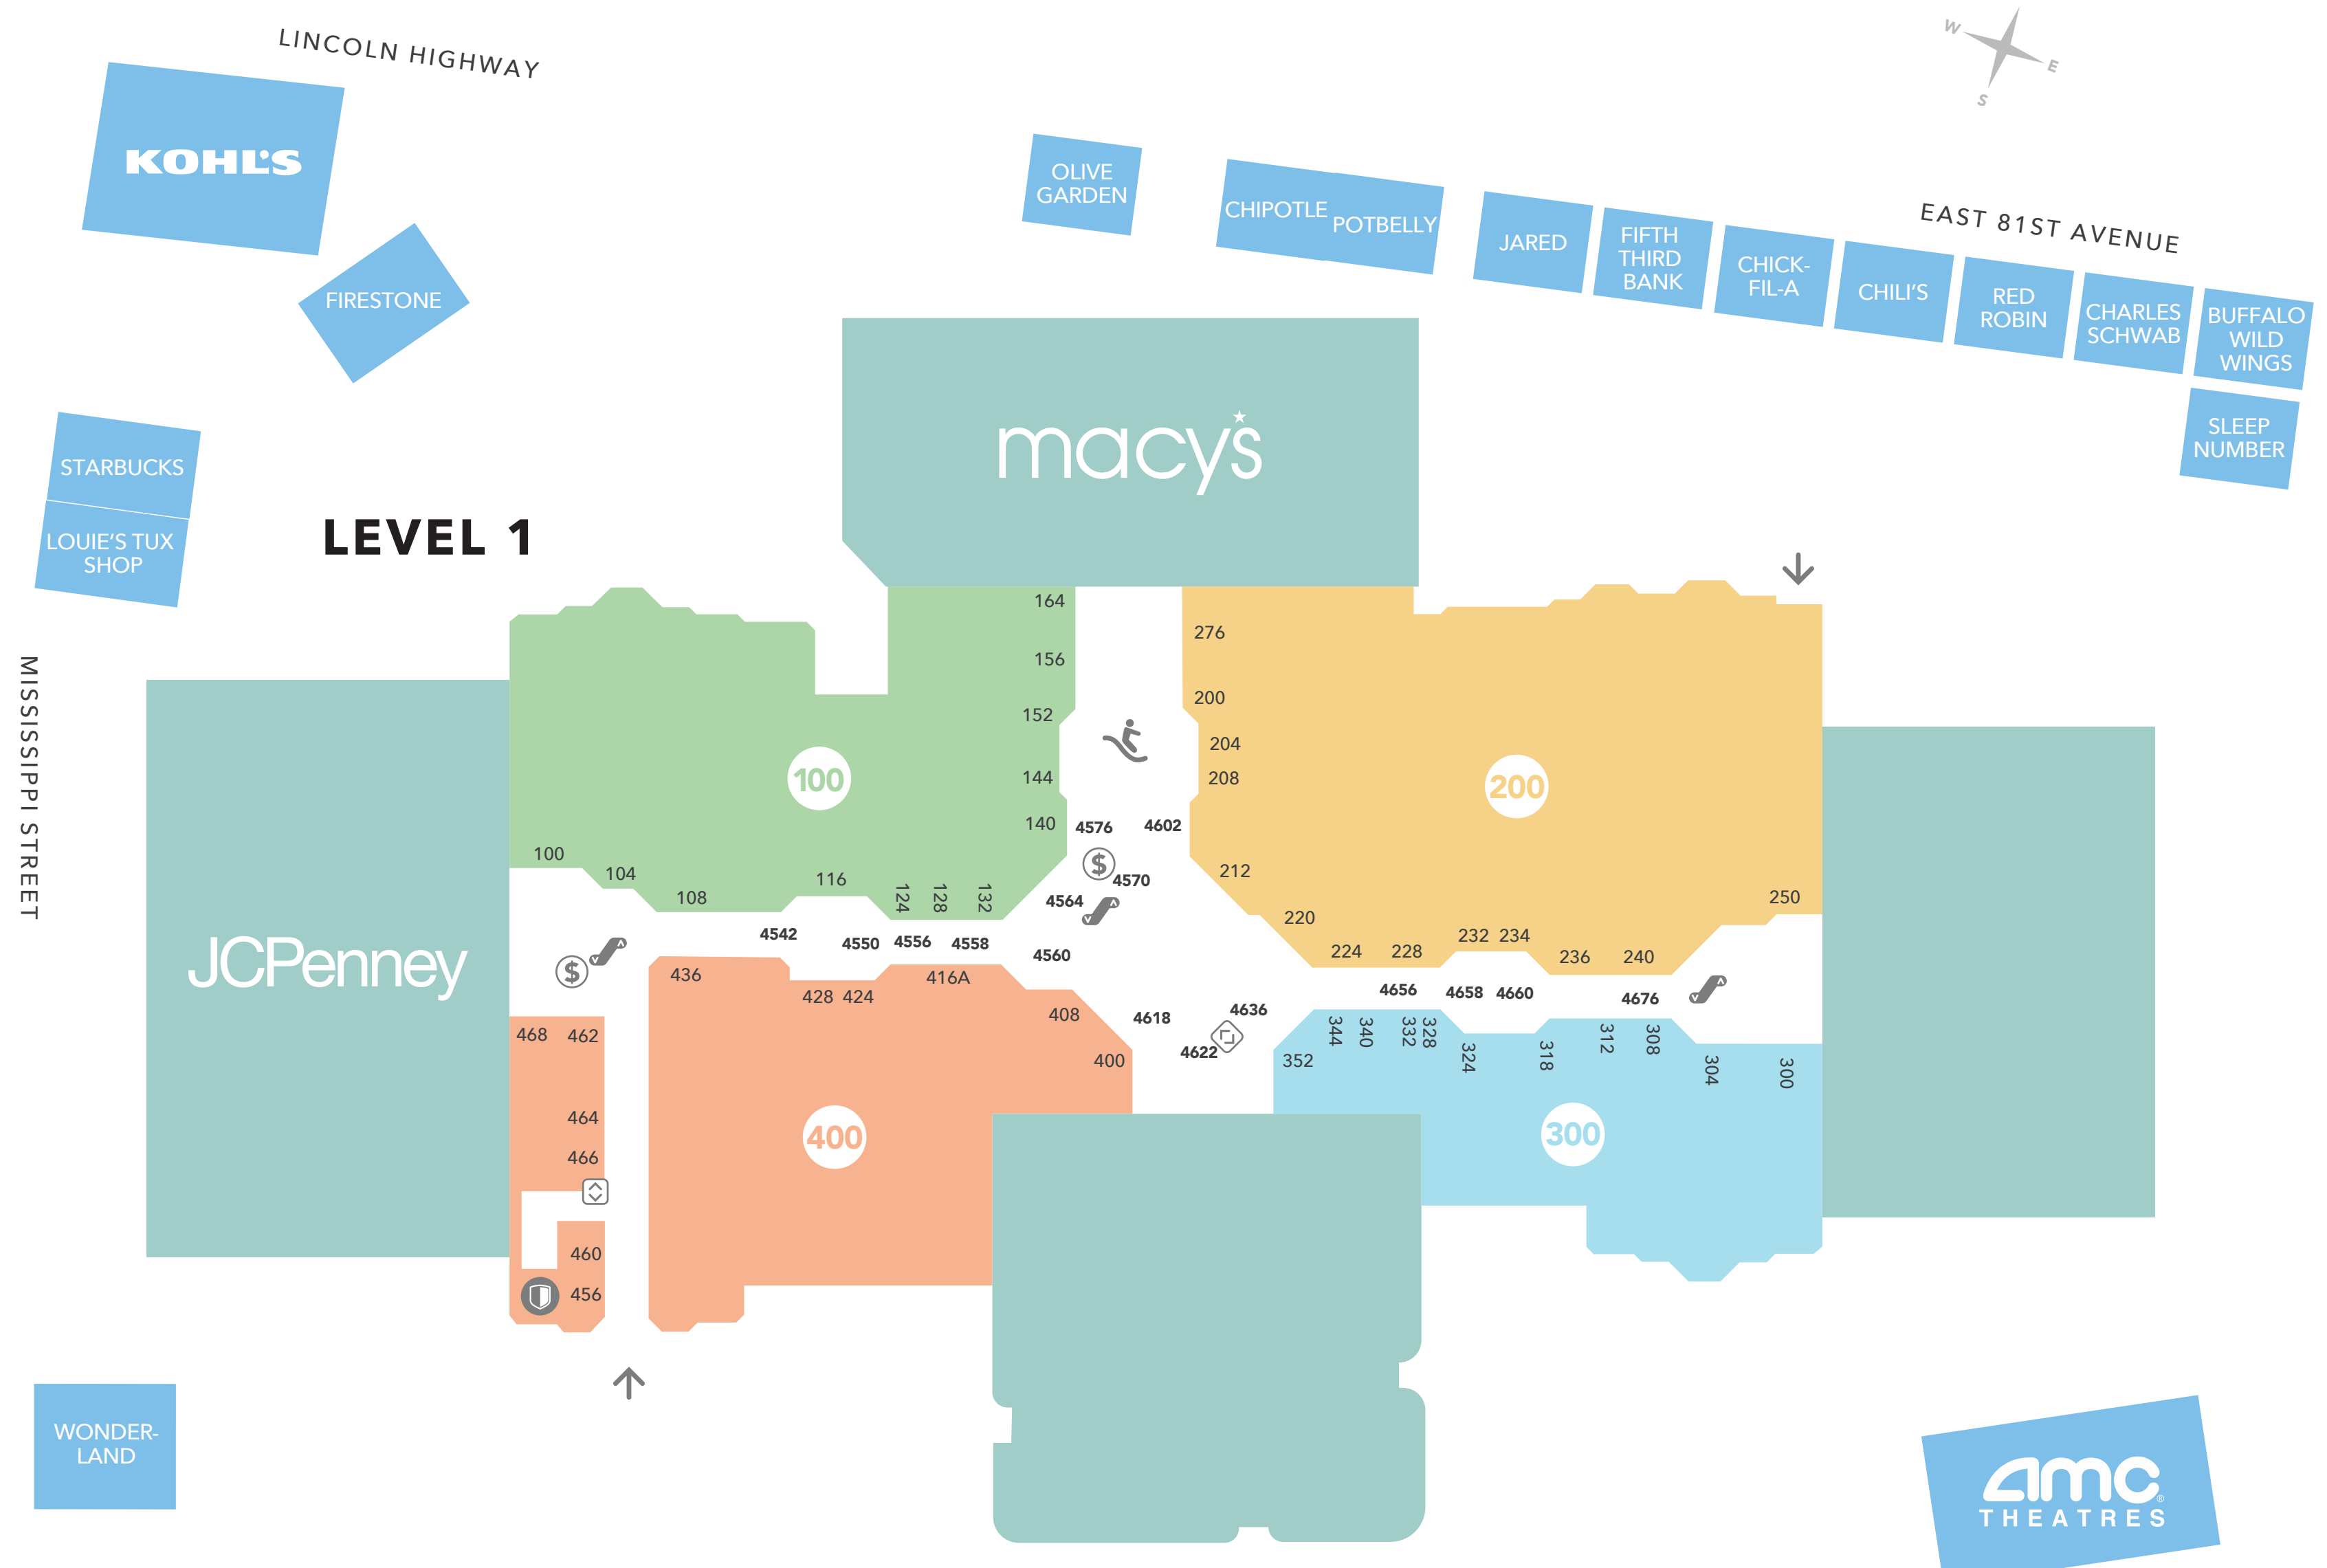 LINCOLN HIGHWAY
W
E
S
KOHL'S
OLIVE
GARDEN
CHIPOTLE
POTBELLY
JARED
FIFTH
THIRD
BANK
CHICK-
FIL-A
CHILI'S
RED
ROBIN
CHARLES
SCHWAB
BUFFALO
WILD
WINGS
EAST 81ST AVENUE
FIRESTONE
SLEEP
NUMBER
STARBUCKS
LOUIE'S TUX
SHOP
LEVEL 1
macy's
MISSISSIPPI STREET
JCPenney
164
156
152
144
140
100
100
104
108
116
124
128
132
276
200
204
208
200
212
220
224
228
232
234
236
240
250
4576
4602
$
4570
4564
4542
4550
4556
4558
4560
$
4618
4636
4622
4656
4658
4660
4676
436
428
424
416A
408
400
400
468
462
464
466
460
456
352
344
340
332
328
324
318
312
308
304
300
300
WONDER-
LAND
amc
THEATRES
®